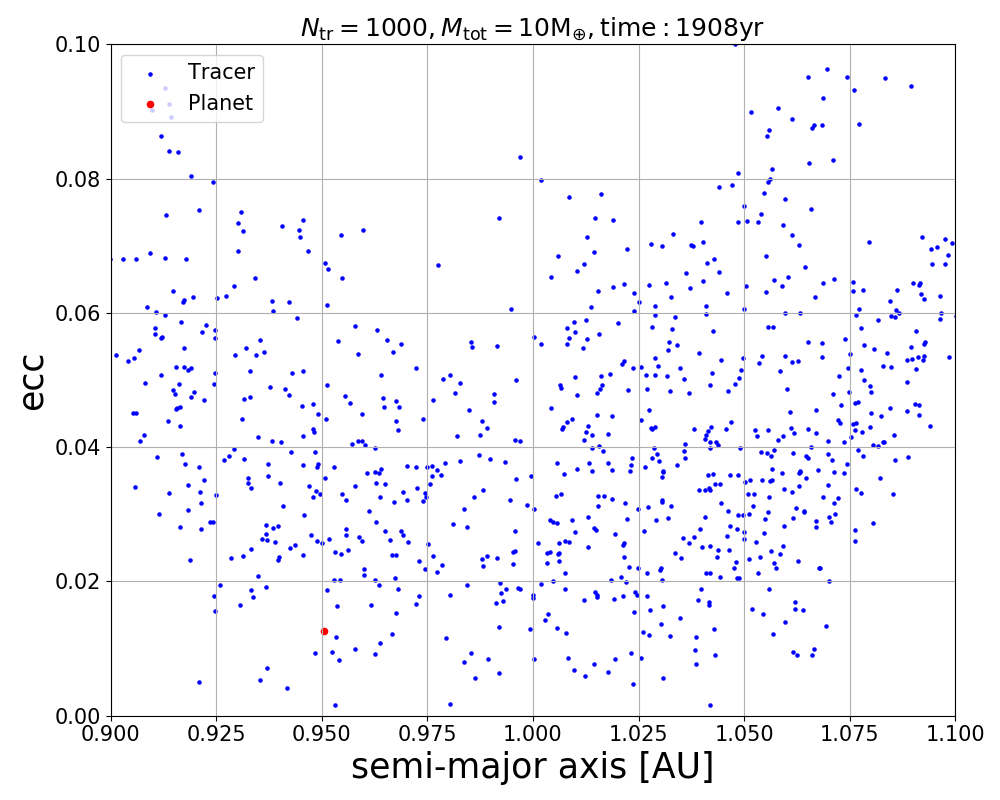 N_tr = 1000, M_tot = 10M_⊕, time : 1908yr
0.10
Tracer
Planet
0.08
0.06
ecc
0.04
0.02
0.00
0.900 0.925 0.950 0.975 1.000 1.025 1.050 1.075 1.100
semi-major axis [AU]